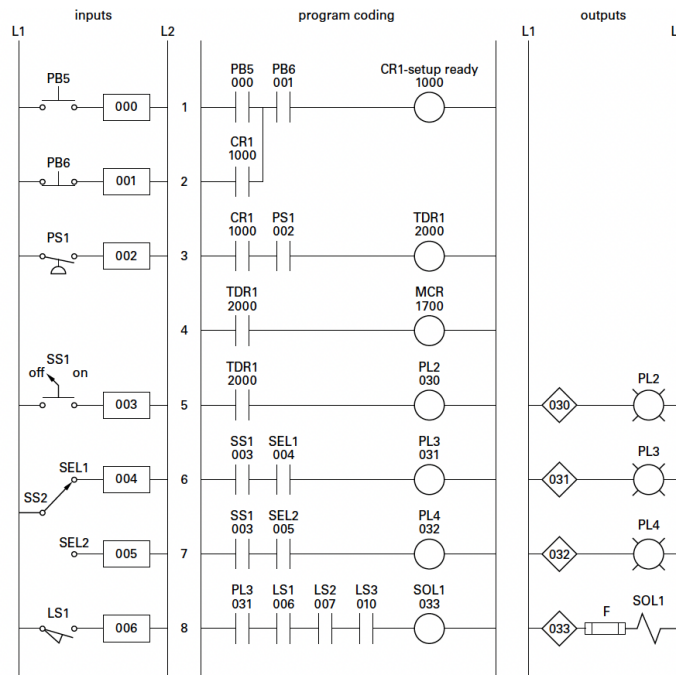 inputs program coding outputs
L1 L2 L1 L
PB5 PB6 CR1-setup ready
PB5 000 001 1000
000 1
CR1
PB6 1000
001 2
CR1 PS1 TDR1
PS1 1000 002 2000
002 3
TDR1 MCR
2000 1700
4
SS1 TDR1 PL2
off on 2000 030 PL2
003 5 030
SS1 SEL1 PL3 PL3
SEL1 003 004 031
004 6 031
SS2
SS1 SEL2 PL4 PL4
SEL2 003 005 032
005 7 032
PL3 LS1 LS2 LS3 SOL1
LS1 031 006 007 010 033 F SOL1
006 8 033